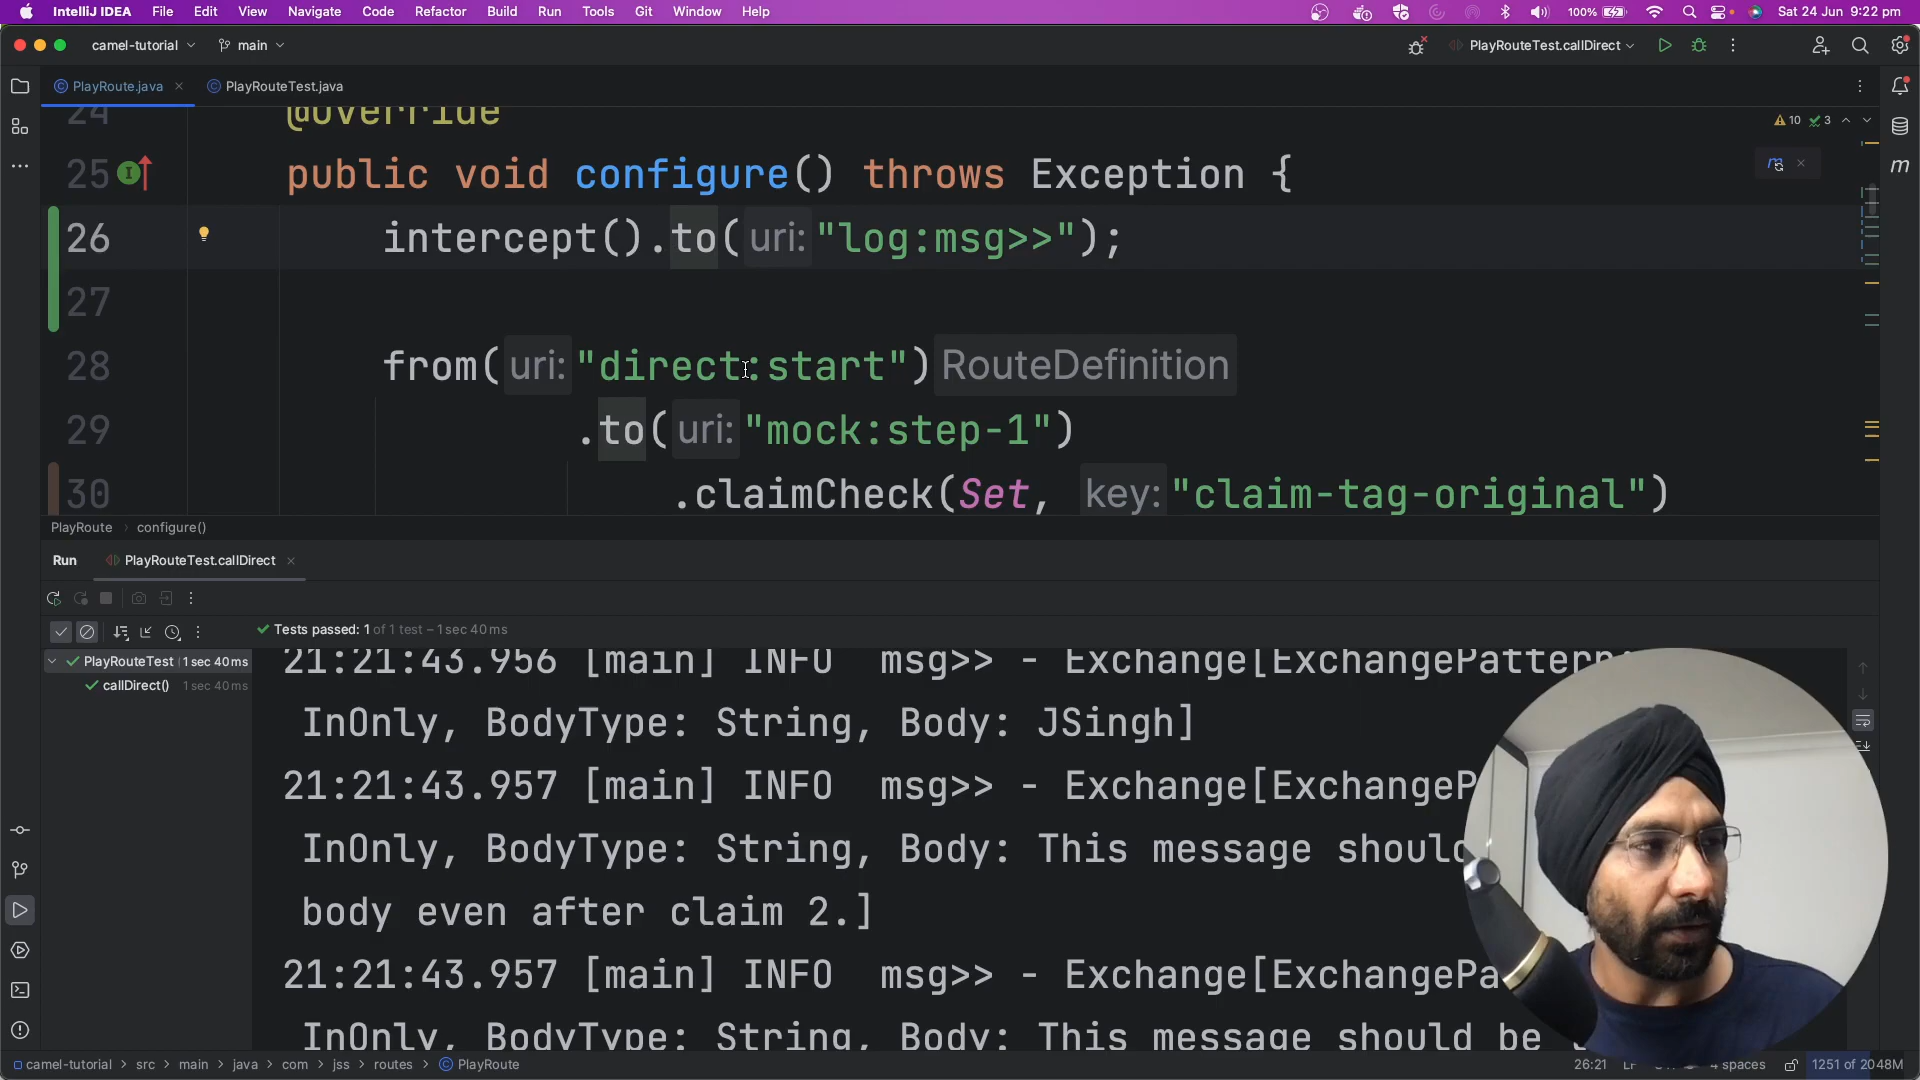 IntelliJ IDEA File Edit View Navigate Code Refactor Build Run Tools Git Window Help 100% Sat 24 Jun 9:22 pm
camel-tutorial main PlayRouteTest.callDirect
PlayRoute.java PlayRouteTest.java
24 @Override
10 3
25 public void configure() throws Exception {
26 intercept().to( uri: "log:msg>>");
27
28 from( uri: "direct:start") RouteDefinition
29 .to( uri: "mock:step-1")
30 .claimCheck(Set, key: "claim-tag-original")
PlayRoute configure()
Run PlayRouteTest.callDirect
Tests passed: 1 of 1 test – 1 sec 40 ms
PlayRouteTest 1 sec 40 ms
callDirect() 1 sec 40 ms
21:21:43.956 [main] INFO msg>> - Exchange[ExchangePattern:
InOnly, BodyType: String, Body: JSingh]
21:21:43.957 [main] INFO msg>> - Exchange[ExchangeP
InOnly, BodyType: String, Body: This message should
body even after claim 2.]
21:21:43.957 [main] INFO msg>> - Exchange[ExchangePa
InOnly, BodyType: String, Body: This message should be
camel-tutorial src main java com jss routes PlayRoute 26:21 LF 4 spaces 1251 of 2048M